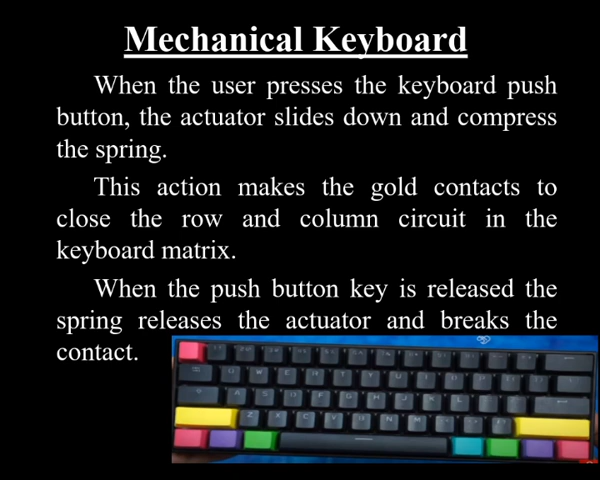 Mechanical Keyboard
When the user presses the keyboard push
button, the actuator slides down and compress
the spring.
This action makes the gold contacts to
close the row and column circuit in the
keyboard matrix.
When the push button key is released the
spring releases the actuator and breaks the
contact.